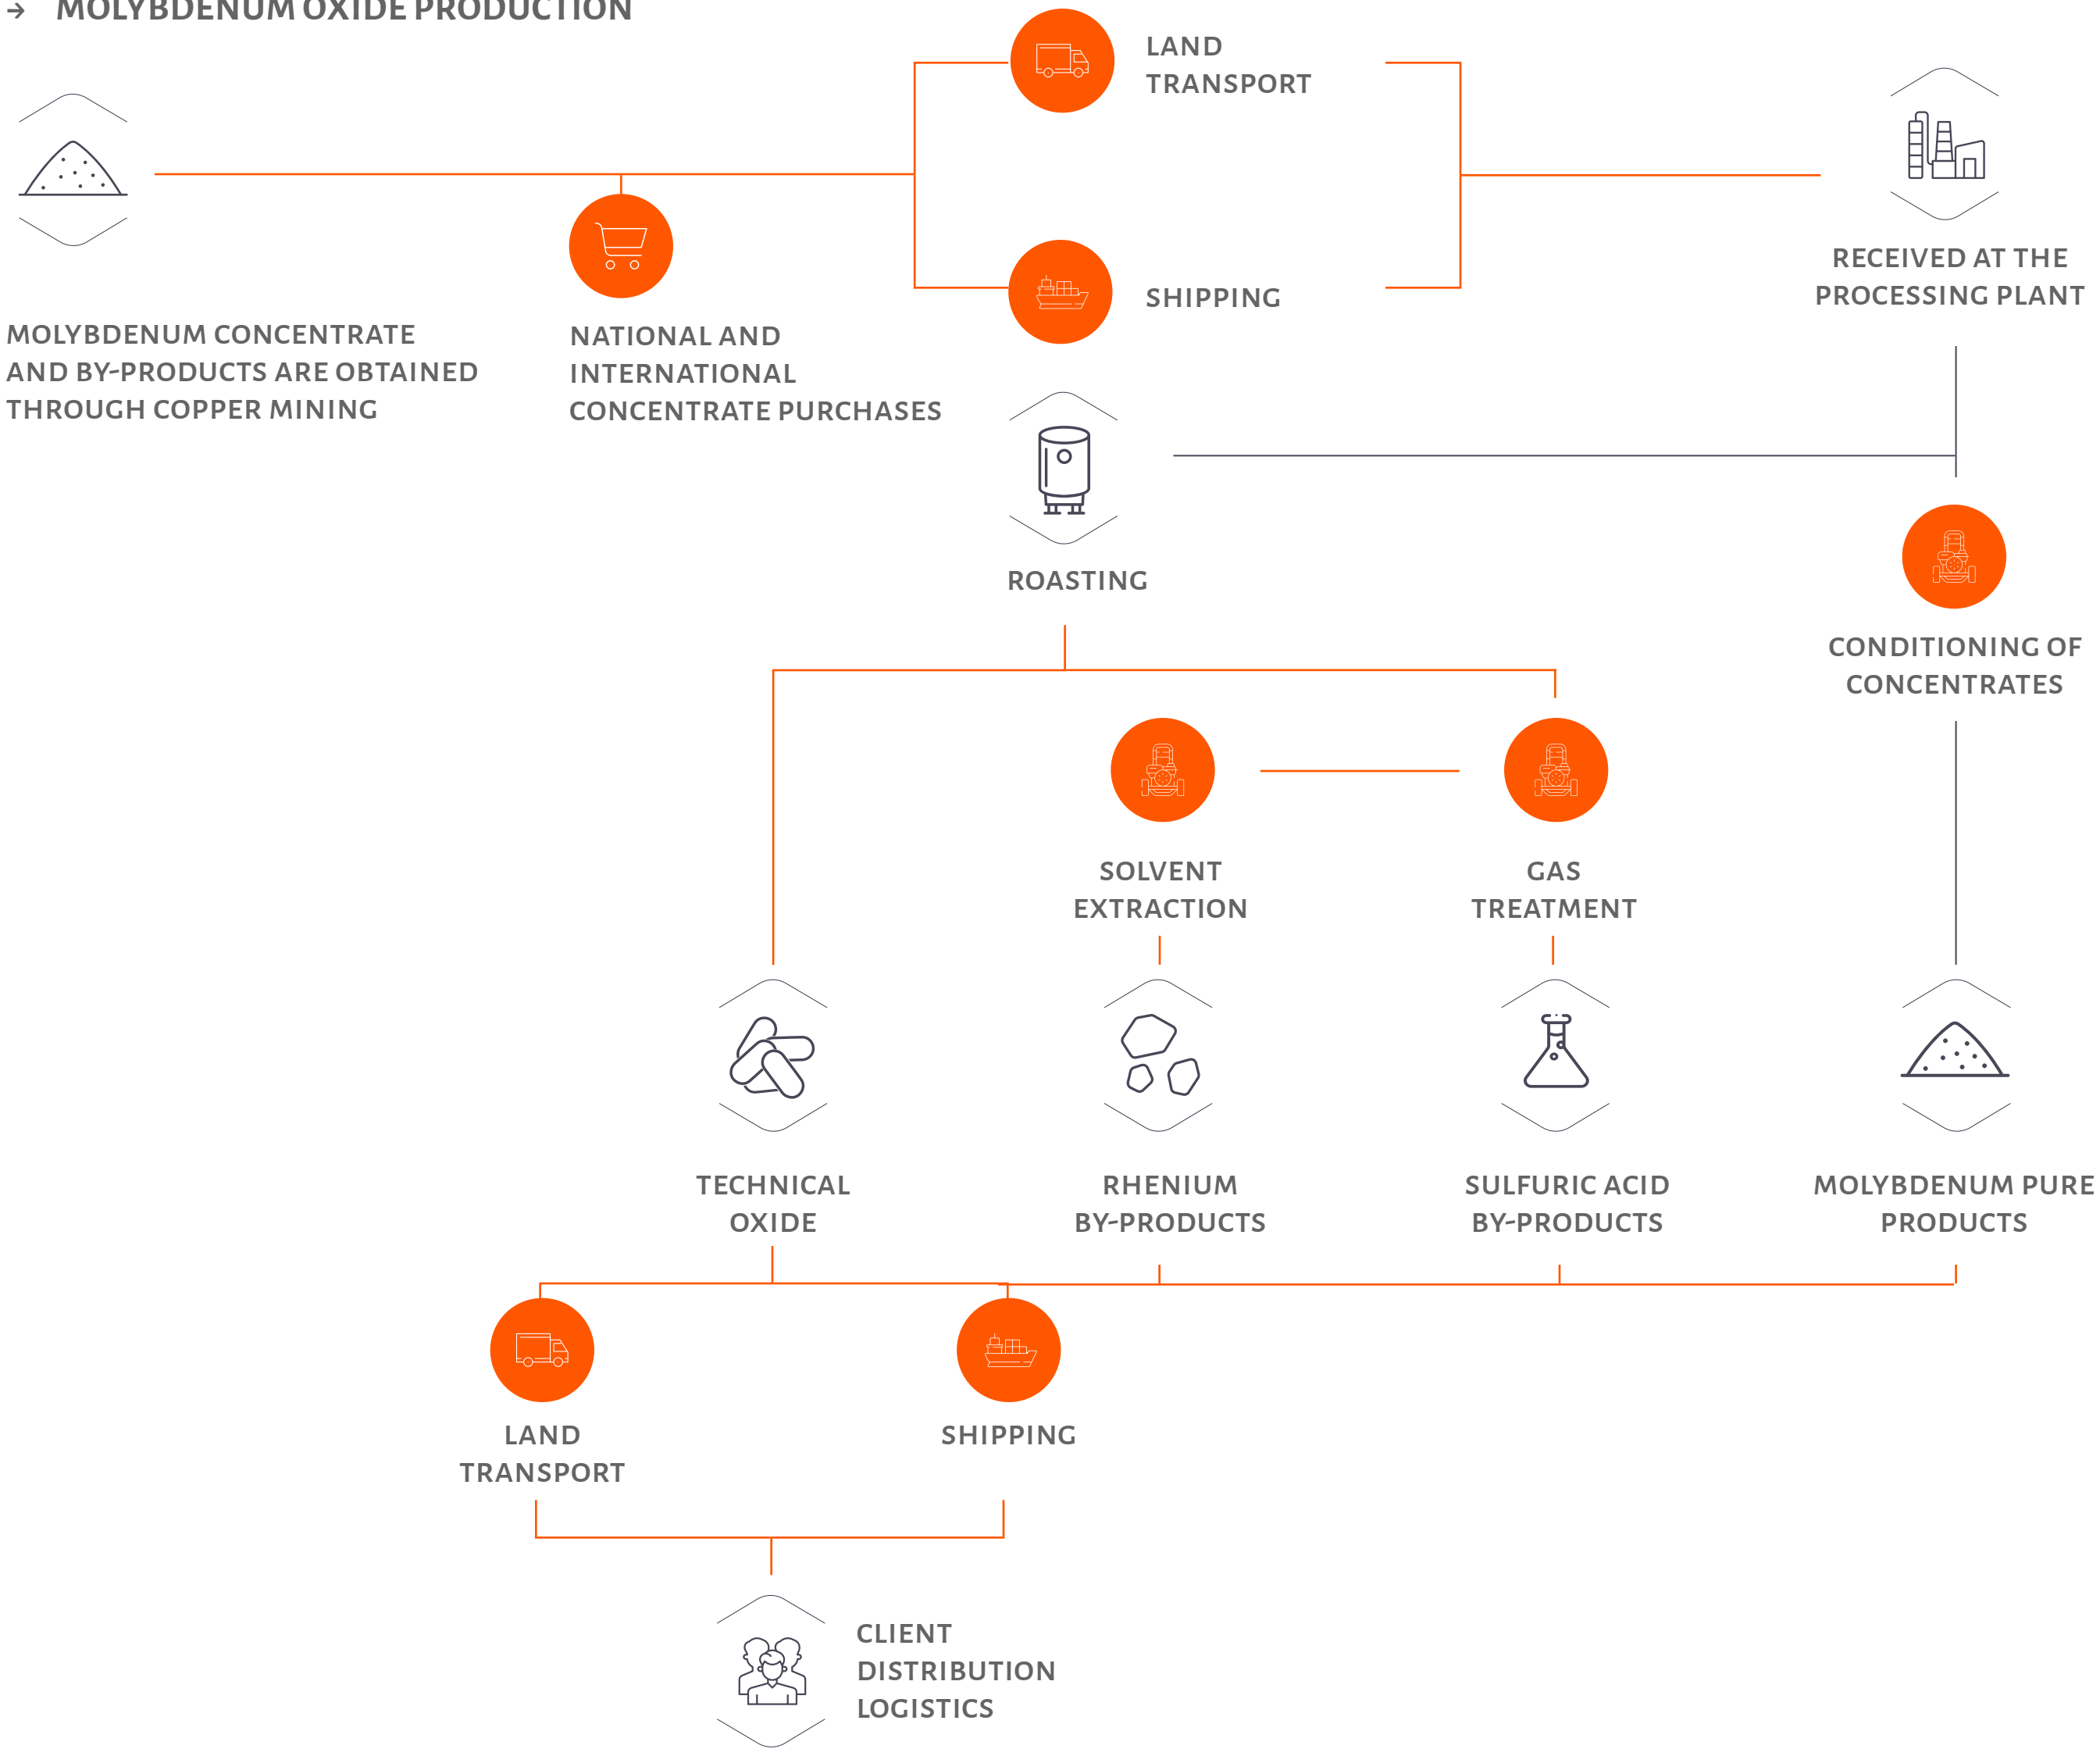 → MOLYBDENUM OXIDE PRODUCTION
LAND
TRANSPORT
SHIPPING
RECEIVED AT THE
PROCESSING PLANT
MOLYBDENUM CONCENTRATE
AND BY-PRODUCTS ARE OBTAINED
THROUGH COPPER MINING
NATIONAL AND
INTERNATIONAL
CONCENTRATE PURCHASES
ROASTING
CONDITIONING OF
CONCENTRATES
SOLVENT
EXTRACTION
GAS
TREATMENT
TECHNICAL
OXIDE
RHENIUM
BY-PRODUCTS
SULFURIC ACID
BY-PRODUCTS
MOLYBDENUM PURE
PRODUCTS
LAND
TRANSPORT
SHIPPING
CLIENT
DISTRIBUTION
LOGISTICS